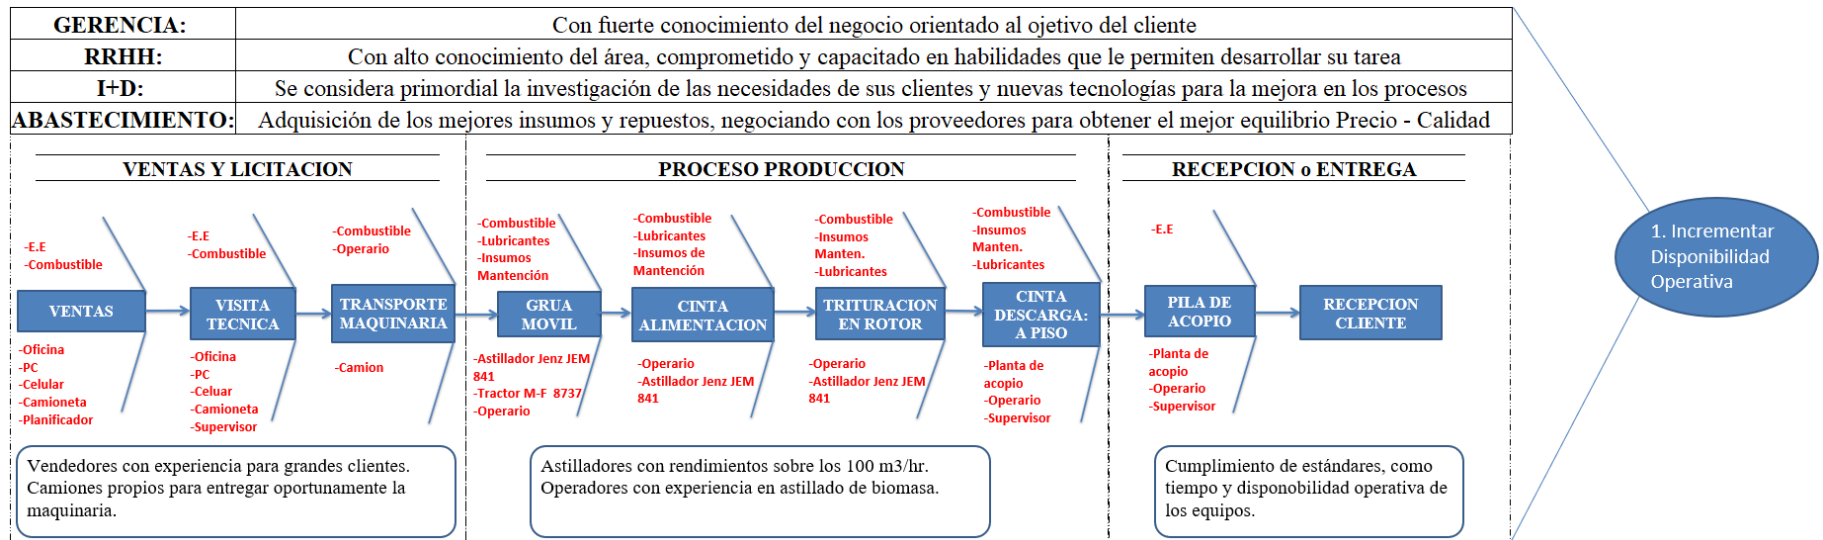 GERENCIA: Con fuerte conocimiento del negocio orientado al ojetivo del cliente
RRHH: Con alto conocimiento del área, comprometido y capacitado en habilidades que le permiten desarrollar su tarea
I+D: Se considera primordial la investigación de las necesidades de sus clientes y nuevas tecnologías para la mejora en los procesos
ABASTECIMIENTO: Adquisición de los mejores insumos y repuestos, negociando con los proveedores para obtener el mejor equilibrio Precio - Calidad
VENTAS Y LICITACION
-E.E
-Combustible
VENTAS
-Oficina
-PC
-Celular
-Camioneta
-Planificador
-E.E
-Combustible
VISITA
TECNICA
-Oficina
-PC
-Celuar
-Camioneta
-Supervisor
-Combustible
-Operario
TRANSPORTE
MAQUINARIA
-Camion
Vendedores con experiencia para grandes clientes.
Camiones propios para entregar oportunamente la
maquinaria.
PROCESO PRODUCCION
-Combustible
-Lubricantes
-Insumos
Mantención
GRUA
MOVIL
-Astillador Jenz JEM
841
-Tractor M-F 8737
-Operario
-Combustible
-Lubricantes
-Insumos de
Mantención
CINTA
ALIMENTACION
-Operario
-Astillador Jenz JEM
841
-Combustible
-Insumos
Manten.
-Lubricantes
TRITURACION
EN ROTOR
-Operario
-Astillador Jenz JEM
841
-Combustible
-Insumos
Manten.
-Lubricantes
CINTA
DESCARGA:
A PISO
-Planta de
acopio
-Operario
-Supervisor
Astilladores con rendimientos sobre los 100 m3/hr.
Operadores con experiencia en astillado de biomasa.
RECEPCION o ENTREGA
-E.E
PILA DE
ACOPIO
-Planta de
acopio
-Operario
-Supervisor
RECEPCION
CLIENTE
Cumplimiento de estándares, como
tiempo y disponobilidad operativa de
los equipos.
1. Incrementar
Disponibilidad
Operativa